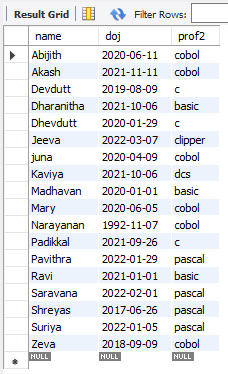 Result Grid Filter Rows:
name doj prof2
Abijith 2020-06-11 cobol
Akash 2021-11-11 cobol
Devdutt 2019-08-09 c
Dharanitha 2021-10-06 basic
Dhevdutt 2020-01-29 c
Jeeva 2022-03-07 clipper
juna 2020-04-09 cobol
Kaviya 2021-10-06 dcs
Madhavan 2020-01-01 basic
Mary 2020-06-05 cobol
Narayanan 1992-11-07 cobol
Padikkal 2021-09-26 c
Pavithra 2022-01-29 pascal
Ravi 2021-01-01 basic
Saravana 2022-02-01 pascal
Shreyas 2017-06-26 pascal
Suriya 2022-01-05 pascal
Zeva 2018-09-09 cobol
NULL NULL NULL